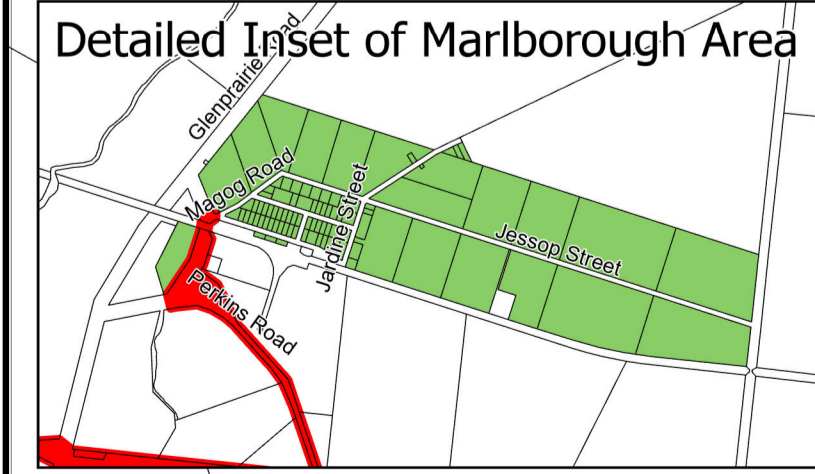 Detailed Inset of Marlborough Area
Glenprairie Road
Magog Road
Jardine Street
Jessop Street
Perkins Road